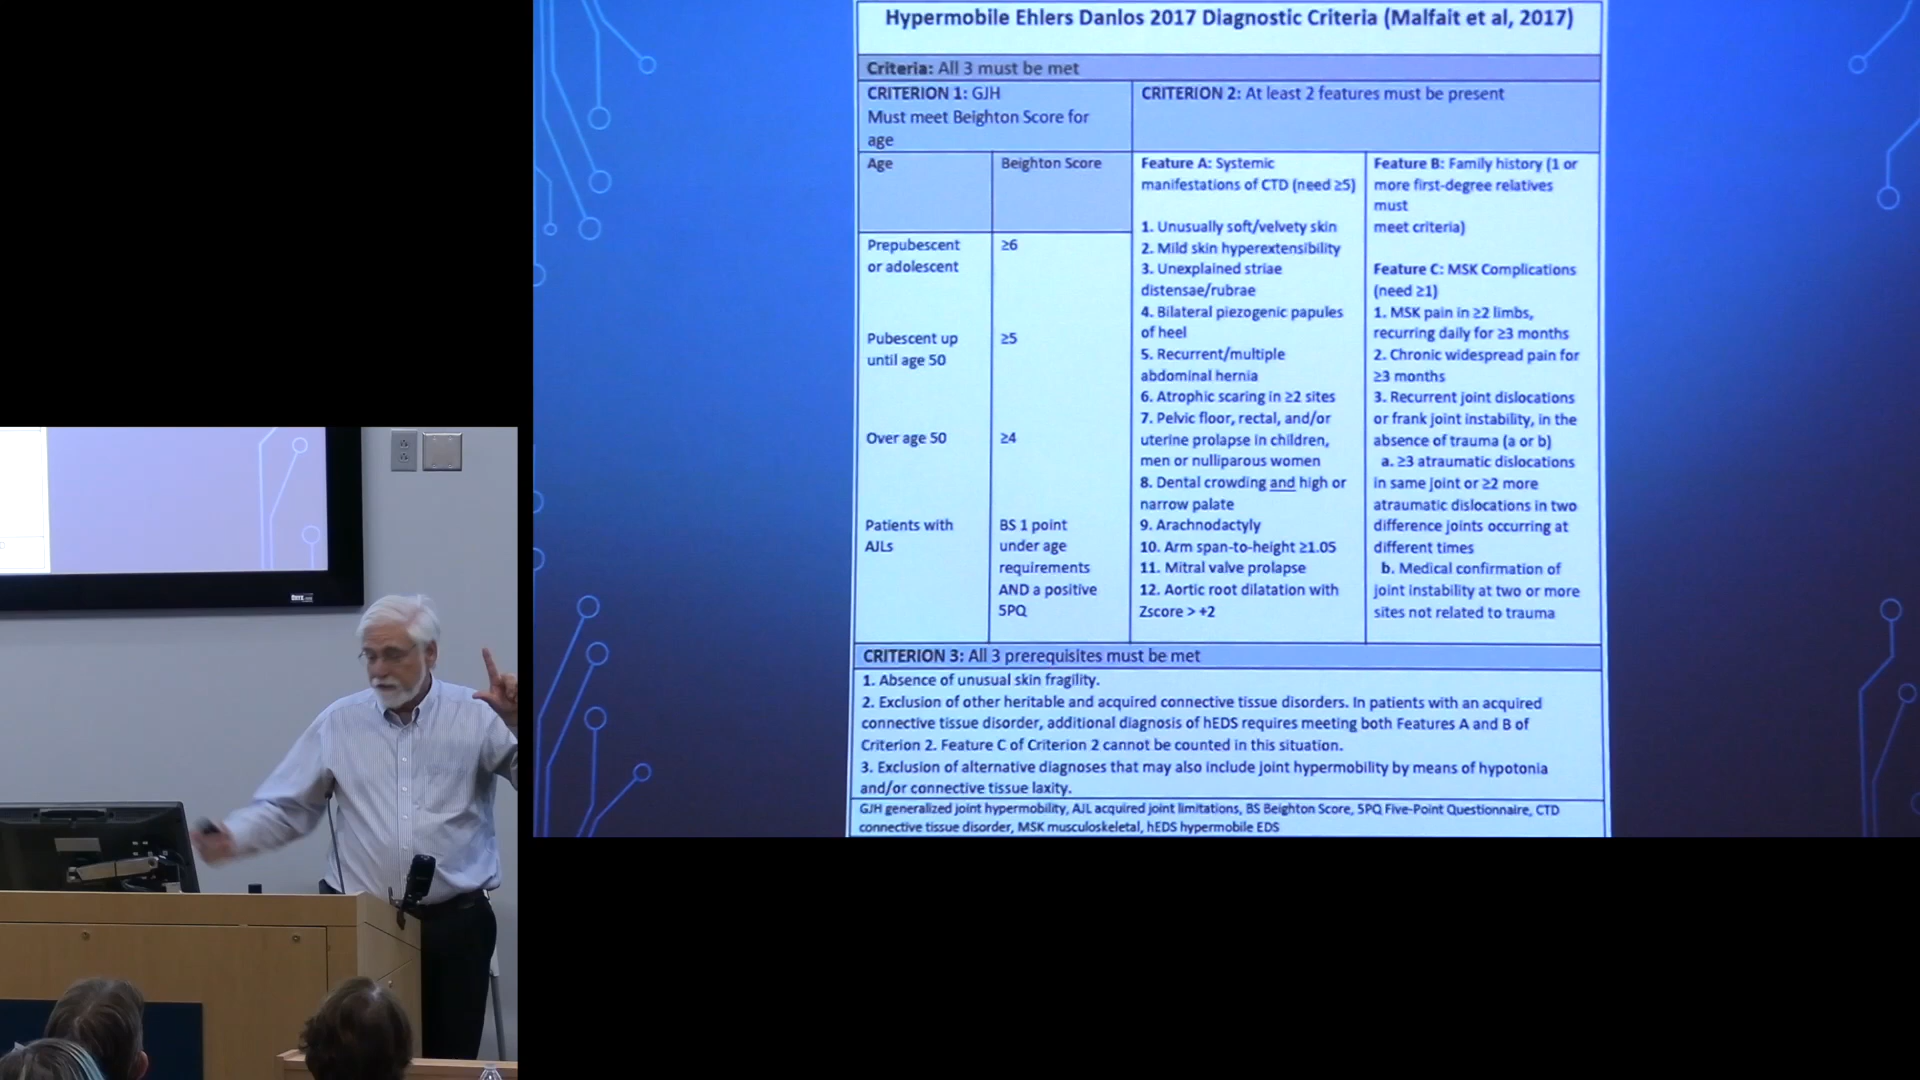 Hypermobile Ehlers Danlos 2017 Diagnostic Criteria (Malfait et al, 2017)
Criteria: All 3 must be met
CRITERION 1: GJH
Must meet Beighton Score for
age
CRITERION 2: At least 2 features must be present
Age
Beighton Score
Prepubescent
or adolescent
≥6
Pubescent up
until age 50
≥5
Over age 50
≥4
Patients with
AJLs
BS 1 point
under age
requirements
AND a positive
5PQ
Feature A: Systemic
manifestations of CTD (need ≥5)
1. Unusually soft/velvety skin
2. Mild skin hyperextensibility
3. Unexplained striae
distensae/rubrae
4. Bilateral piezogenic papules
of heel
5. Recurrent/multiple
abdominal hernia
6. Atrophic scaring in ≥2 sites
7. Pelvic floor, rectal, and/or
uterine prolapse in children,
men or nulliparous women
8. Dental crowding and high or
narrow palate
9. Arachnodactyly
10. Arm span-to-height ≥1.05
11. Mitral valve prolapse
12. Aortic root dilatation with
Zscore > +2
Feature B: Family history (1 or
more first-degree relatives
must
meet criteria)
Feature C: MSK Complications
(need ≥1)
1. MSK pain in ≥2 limbs,
recurring daily for ≥3 months
2. Chronic widespread pain for
≥3 months
3. Recurrent joint dislocations
or frank joint instability, in the
absence of trauma (a or b)
a. ≥3 atraumatic dislocations
in same joint or ≥2 more
atraumatic dislocations in two
difference joints occurring at
different times
b. Medical confirmation of
joint instability at two or more
sites not related to trauma
CRITERION 3: All 3 prerequisites must be met
1. Absence of unusual skin fragility.
2. Exclusion of other heritable and acquired connective tissue disorders. In patients with an acquired
connective tissue disorder, additional diagnosis of hEDS requires meeting both Features A and B of
Criterion 2. Feature C of Criterion 2 cannot be counted in this situation.
3. Exclusion of alternative diagnoses that may also include joint hypermobility by means of hypotonia
and/or connective tissue laxity.
GJH generalized joint hypermobility, AJL acquired joint limitations, BS Beighton Score, 5PQ Five-Point Questionnaire, CTD
connective tissue disorder, MSK musculoskeletal, hEDS hypermobile EDS